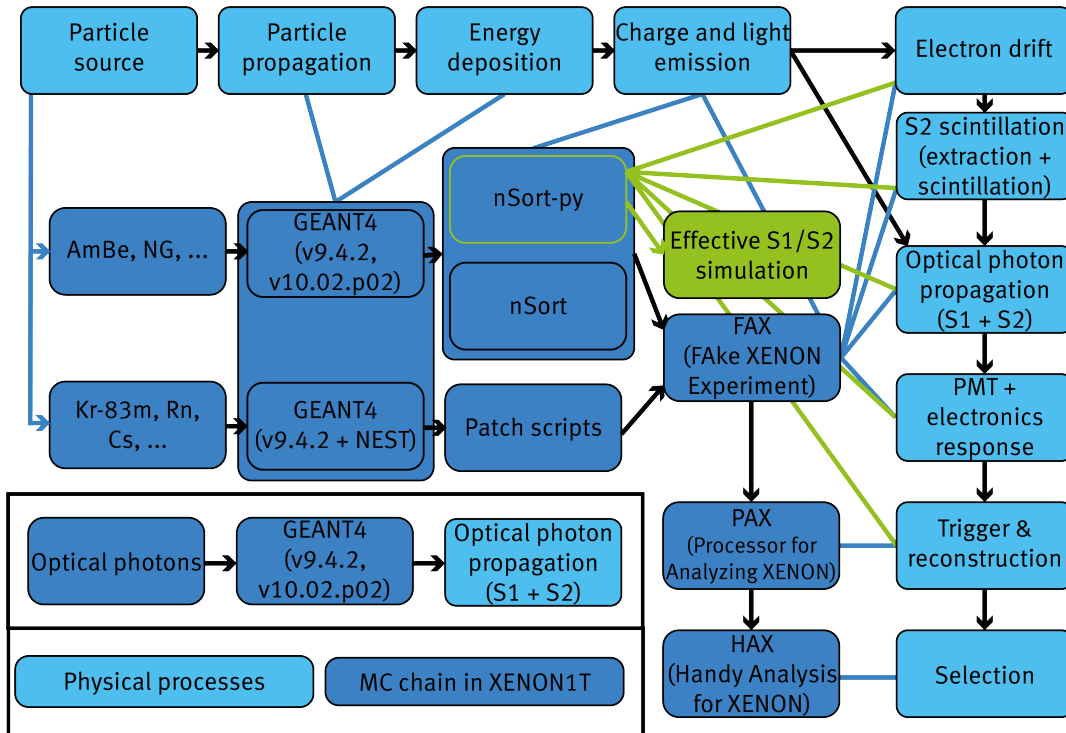 Particle
source
Particle
propagation
Energy
deposition
Charge and light
emission
Electron drift
S2 scintillation
(extraction +
scintillation)
AmBe, NG, ...
GEANT4
(v9.4.2,
v10.02.p02)
nSort-py
nSort
Effective S1/S2
simulation
Optical photon
propagation
(S1 + S2)
FAX
(FAke XENON
Experiment)
Kr-83m, Rn,
Cs, ...
GEANT4
(v9.4.2 + NEST)
Patch scripts
PMT +
electronics
response
PAX
(Processor for
Analyzing XENON)
Trigger &
reconstruction
Optical photons
GEANT4
(v9.4.2,
v10.02.p02)
Optical photon
propagation
(S1 + S2)
HAX
(Handy Analysis
for XENON)
Selection
Physical processes
MC chain in XENON1T